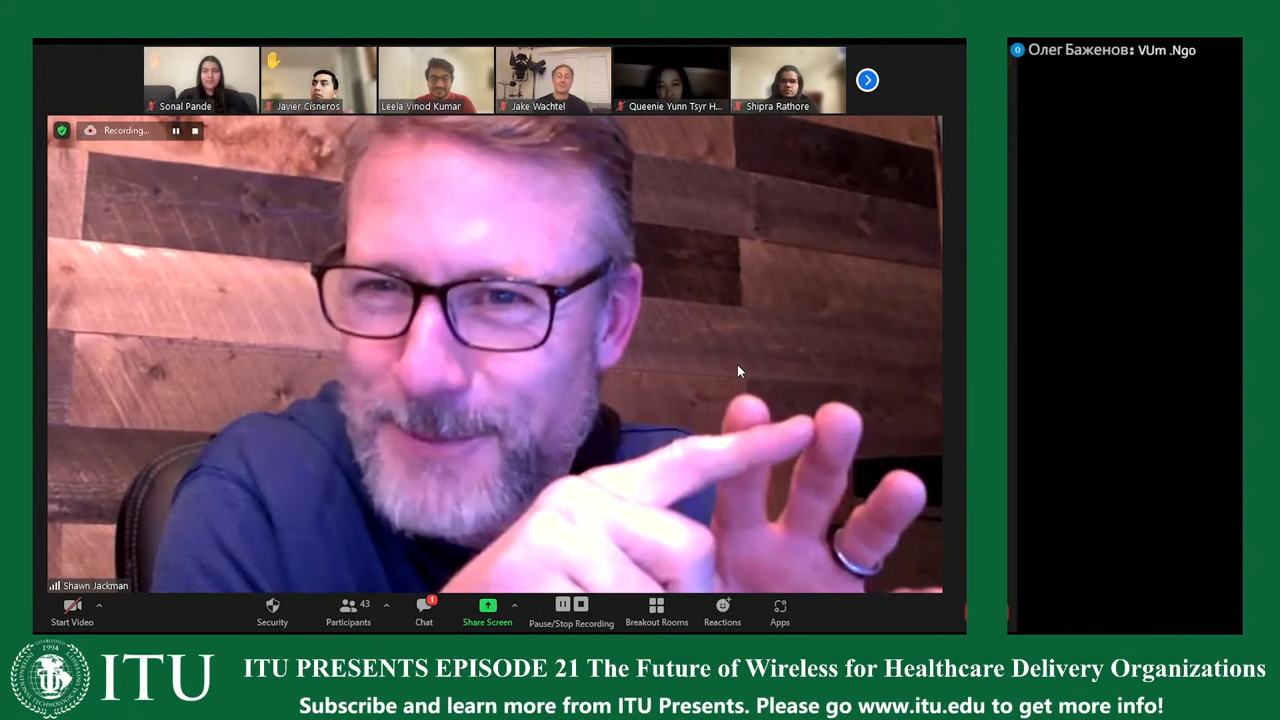 Sonal Pande
Javier Cisneros
Leela Vinod Kumar
Jake Wachtel
Queenie Yunn Tsyr H...
Shipra Rathore
Recording...
Shawn Jackman
Start Video
Security
Participants
43
Chat
1
Share Screen
Pause/Stop Recording
Breakout Rooms
Reactions
Apps
O Олег Баженов: VUm .Ngo
1994
ITU
ITU PRESENTS EPISODE 21 The Future of Wireless for Healthcare Delivery Organizations
Subscribe and learn more from ITU Presents. Please go www.itu.edu to get more info!